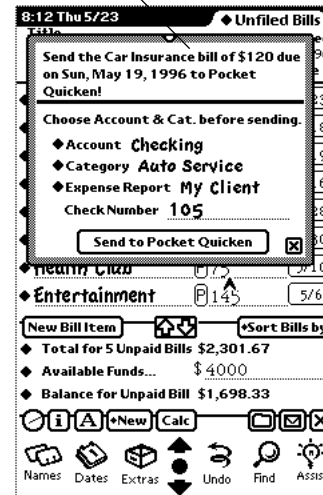 8:12 Thu 5/23
Unfiled Bills
Title
Send the Car Insurance bill of $120 due
on Sun, May 19, 1996 to Pocket
Quicken!
Choose Account & Cat. before sending.
Account Checking
Category Auto Service
Expense Report My Client
Check Number 105
Send to Pocket Quicken
Health Club P 75
Entertainment P 145 5/6
New Bill Item Sort Bills by
Total for 5 Unpaid Bills $2,301.67
Available Funds... $ 4000
Balance for Unpaid Bill $1,698.33
i A New Calc
Names Dates Extras Undo Find Assis